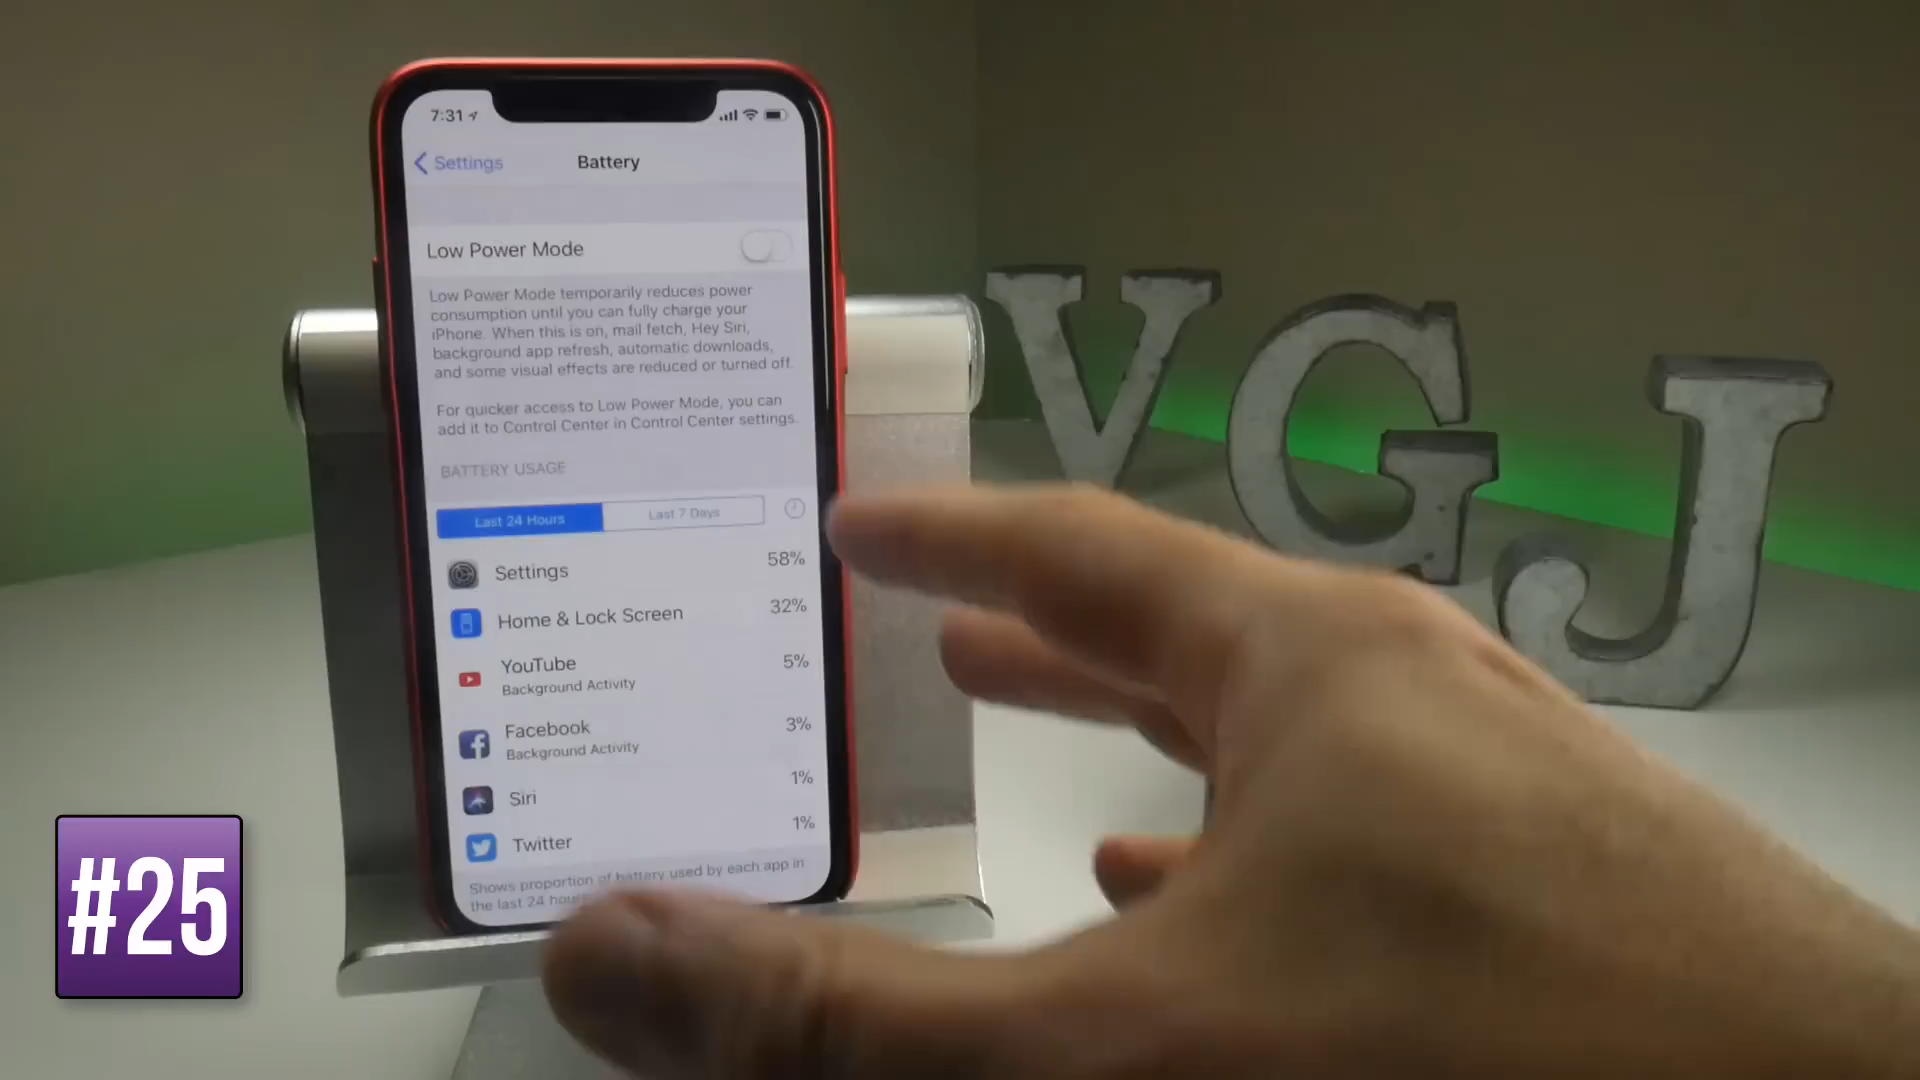 7:31
Settings
Battery
Low Power Mode
Low Power Mode temporarily reduces power
consumption until you can fully charge your
iPhone. When this is on, mail fetch, Hey Siri,
background app refresh, automatic downloads,
and some visual effects are reduced or turned off.
For quicker access to Low Power Mode, you can
add it to Control Center in Control Center settings.
BATTERY USAGE
Last 24 Hours
Last 7 Days
Settings
58%
Home & Lock Screen
32%
YouTube
5%
Background Activity
Facebook
3%
Background Activity
Siri
1%
Twitter
1%
Shows proportion of battery used by each app in
the last 24
VGJ
#25